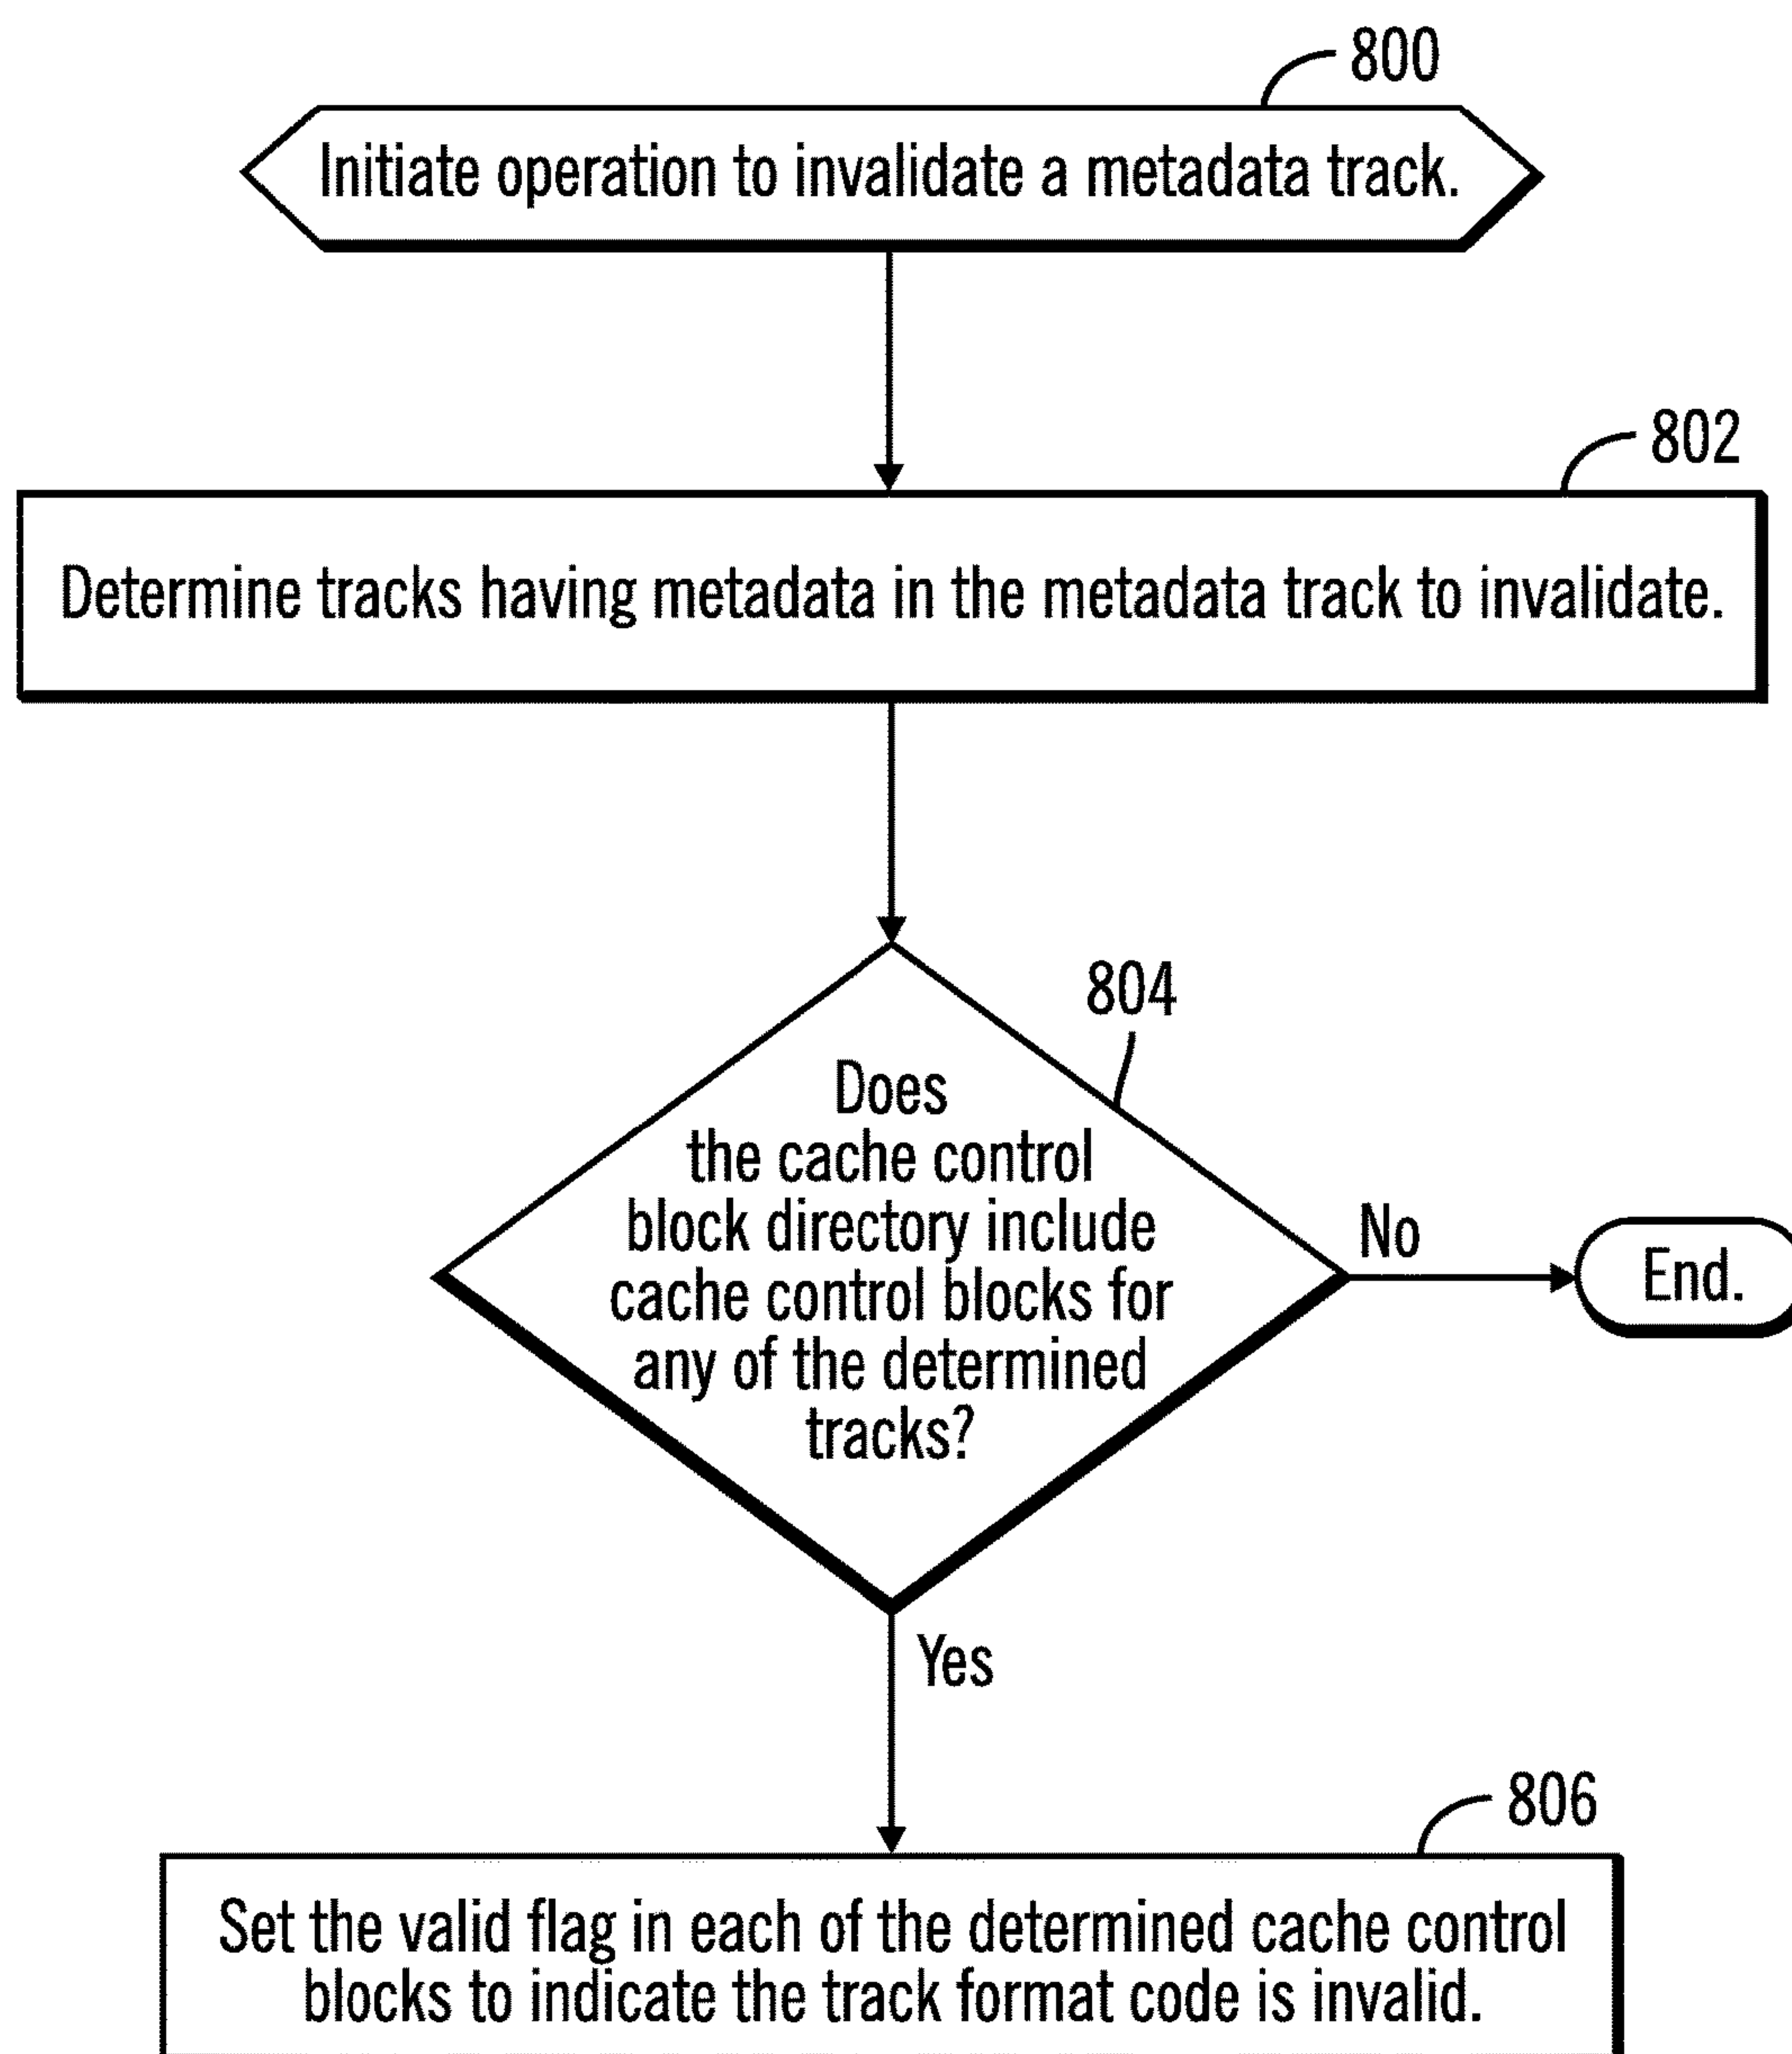 800
Initiate operation to invalidate a metadata track.
802
Determine tracks having metadata in the metadata track to invalidate.
804
Does
the cache control
block directory include
cache control blocks for
any of the determined
tracks?
No
End.
Yes
806
Set the valid flag in each of the determined cache control
blocks to indicate the track format code is invalid.